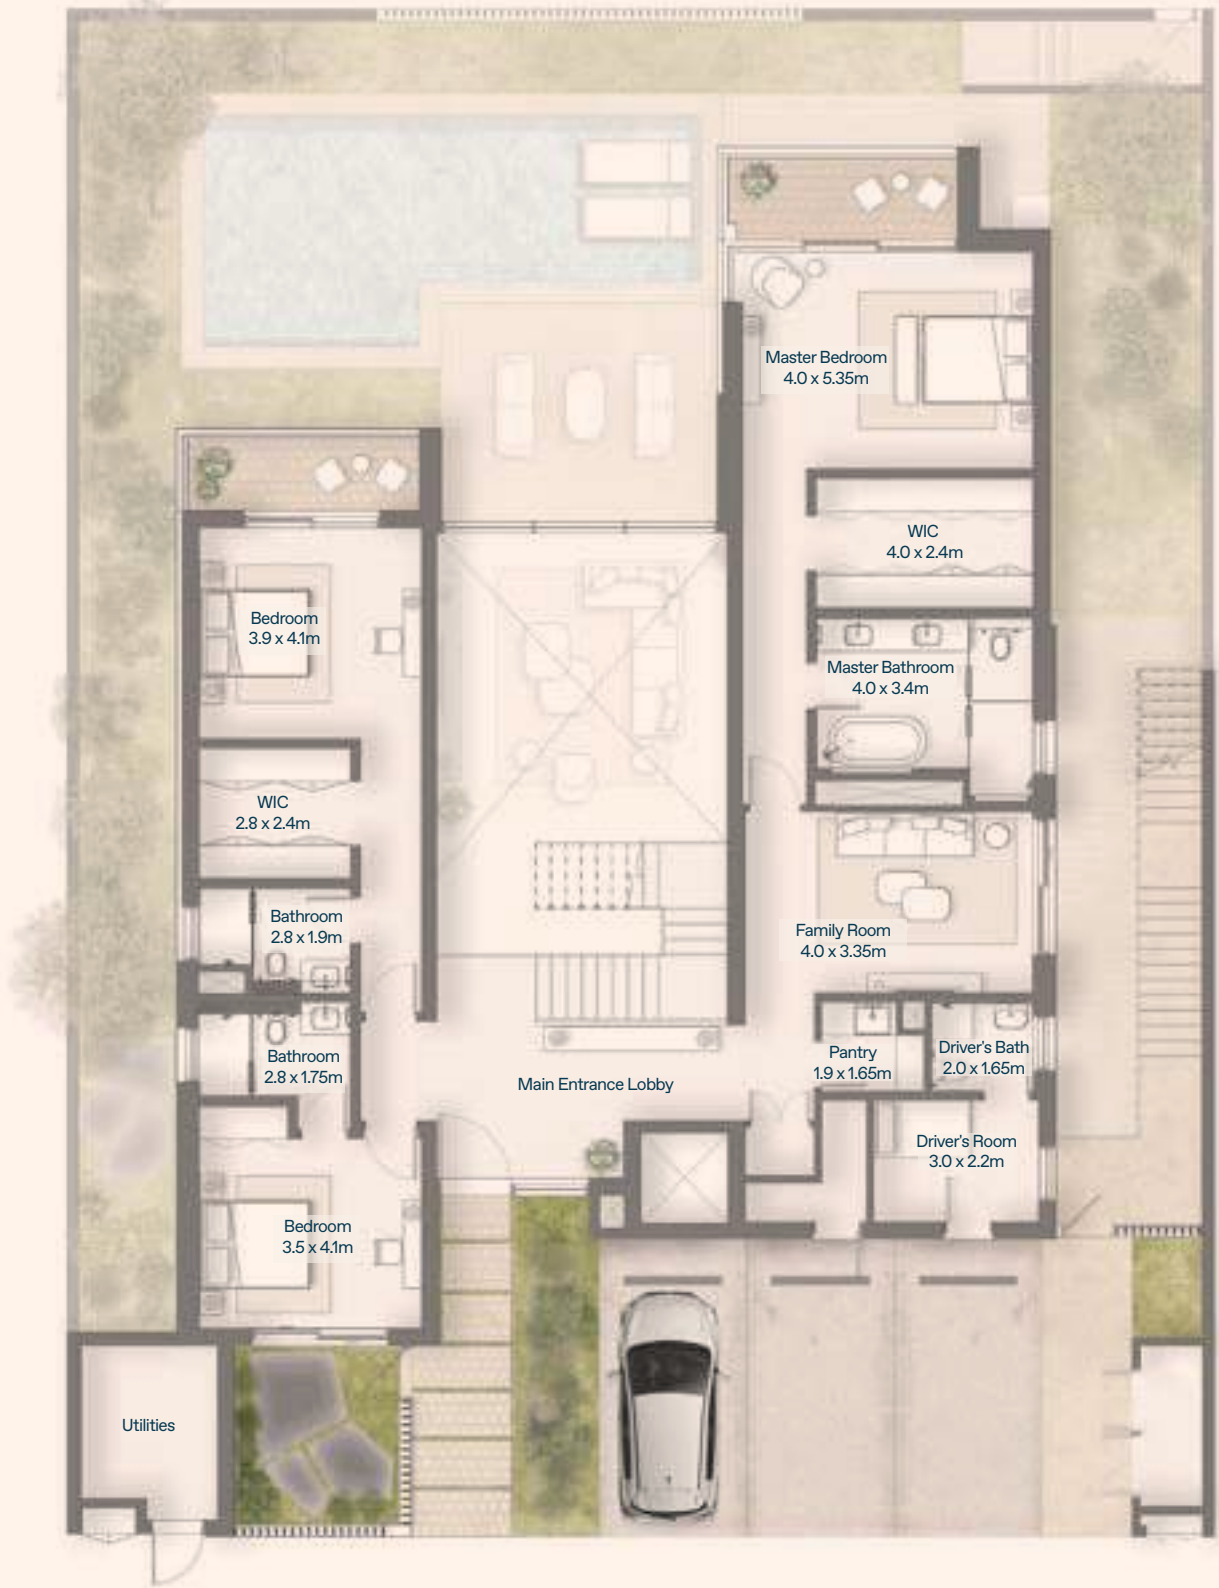 Master Bedroom
4.0 x 5.35m
WIC
4.0 x 2.4m
Bedroom
3.9 x 4.1m
Master Bathroom
4.0 x 3.4m
WIC
2.8 x 2.4m
Bathroom
2.8 x 1.9m
Family Room
4.0 x 3.35m
Bathroom
2.8 x 1.75m
Main Entrance Lobby
Pantry
1.9 x 1.65m
Driver's Bath
2.0 x 1.65m
Driver's Room
3.0 x 2.2m
Bedroom
3.5 x 4.1m
Utilities